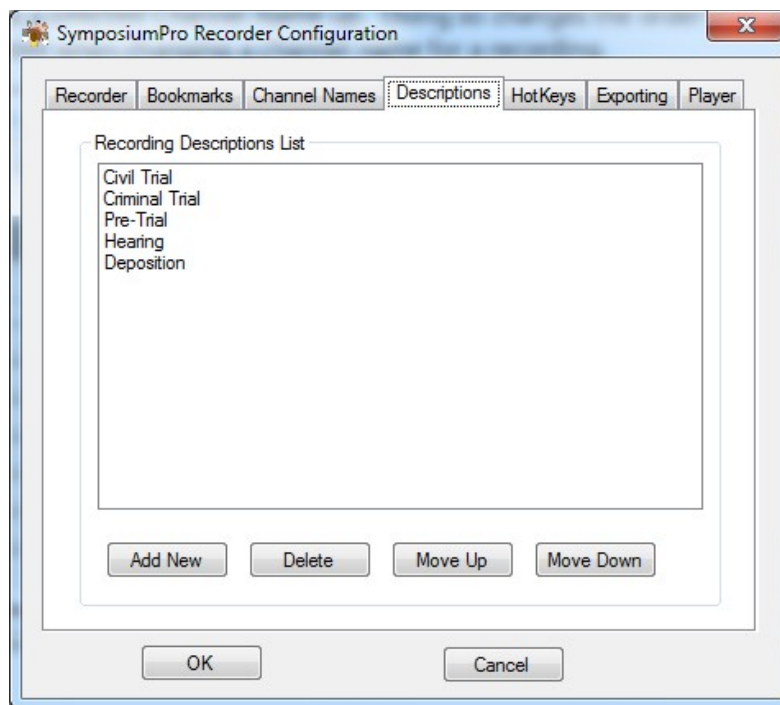 SymposiumPro Recorder Configuration
Recorder Bookmarks Channel Names Descriptions HotKeys Exporting Player
Recording Descriptions List
Civil Trial
Criminal Trial
Pre-Trial
Hearing
Deposition
Add New Delete Move Up Move Down
OK Cancel